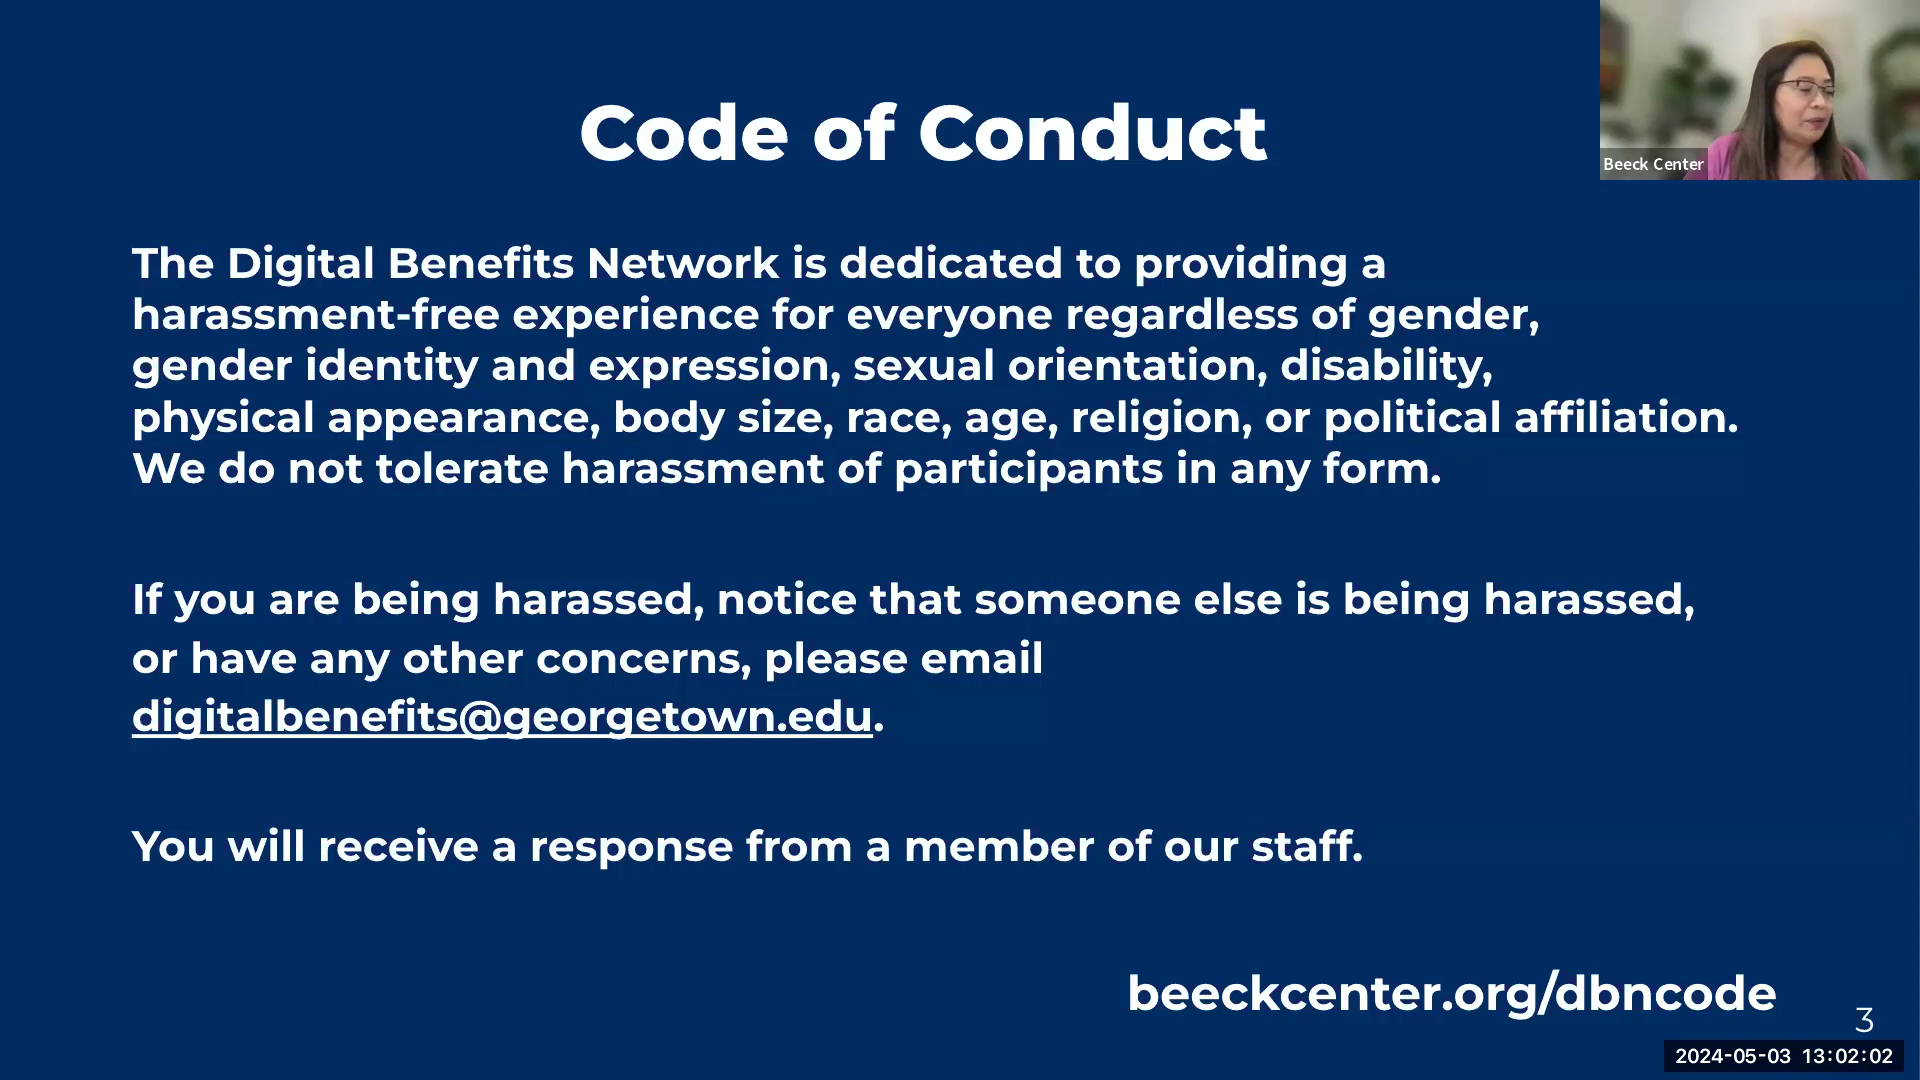 Code of Conduct
Beeck Center
The Digital Benefits Network is dedicated to providing a
harassment-free experience for everyone regardless of gender,
gender identity and expression, sexual orientation, disability,
physical appearance, body size, race, age, religion, or political affiliation.
We do not tolerate harassment of participants in any form.
If you are being harassed, notice that someone else is being harassed,
or have any other concerns, please email
digitalbenefits@georgetown.edu.
You will receive a response from a member of our staff.
beeckcenter.org/dbncode
3
2024-05-03 13:02:02